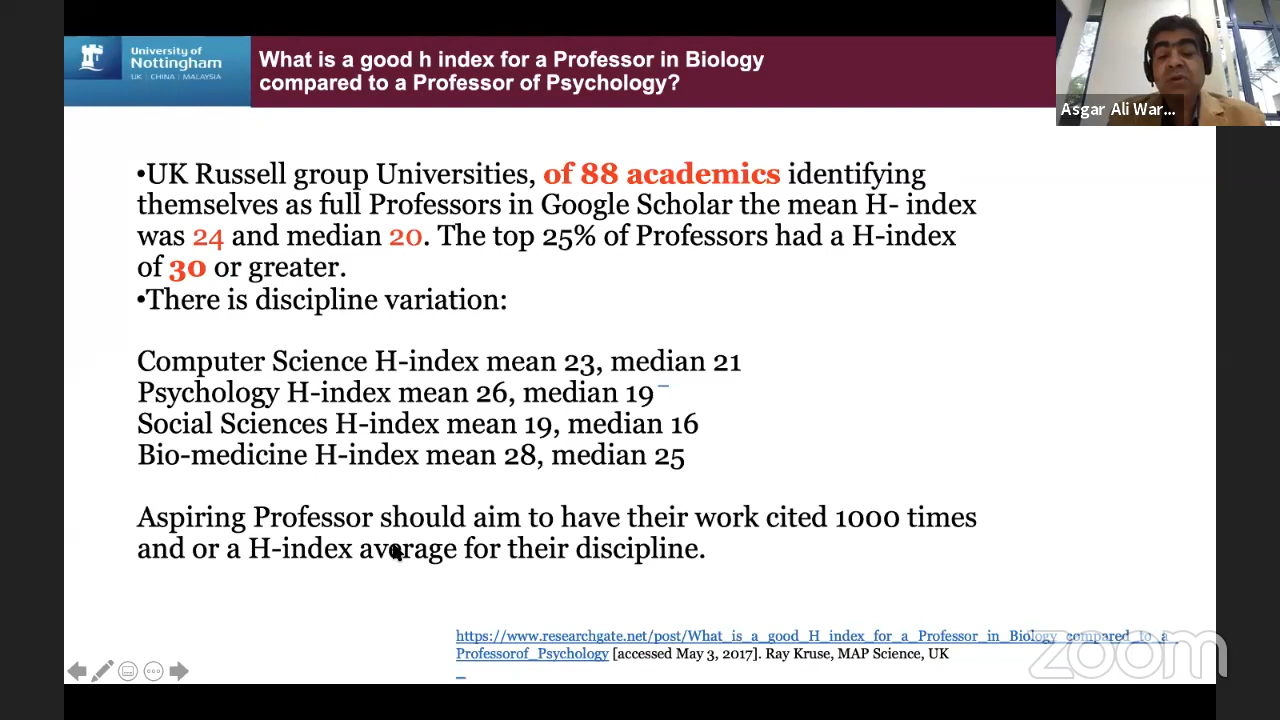 University of
Nottingham
UK | CHINA | MALAYSIA
What is a good h index for a Professor in Biology
compared to a Professor of Psychology?
Asgar Ali War...
•UK Russell group Universities, of 88 academics identifying
themselves as full Professors in Google Scholar the mean H- index
was 24 and median 20. The top 25% of Professors had a H-index
of 30 or greater.
•There is discipline variation:
Computer Science H-index mean 23, median 21
Psychology H-index mean 26, median 19
Social Sciences H-index mean 19, median 16
Bio-medicine H-index mean 28, median 25
Aspiring Professor should aim to have their work cited 1000 times
and or a H-index average for their discipline.
https://www.researchgate.net/post/What_is_a_good_H_index_for_a_Professor_in_Biology_compared_to_a_
Professorof_Psychology [accessed May 3, 2017]. Ray Kruse, MAP Science, UK
zoom